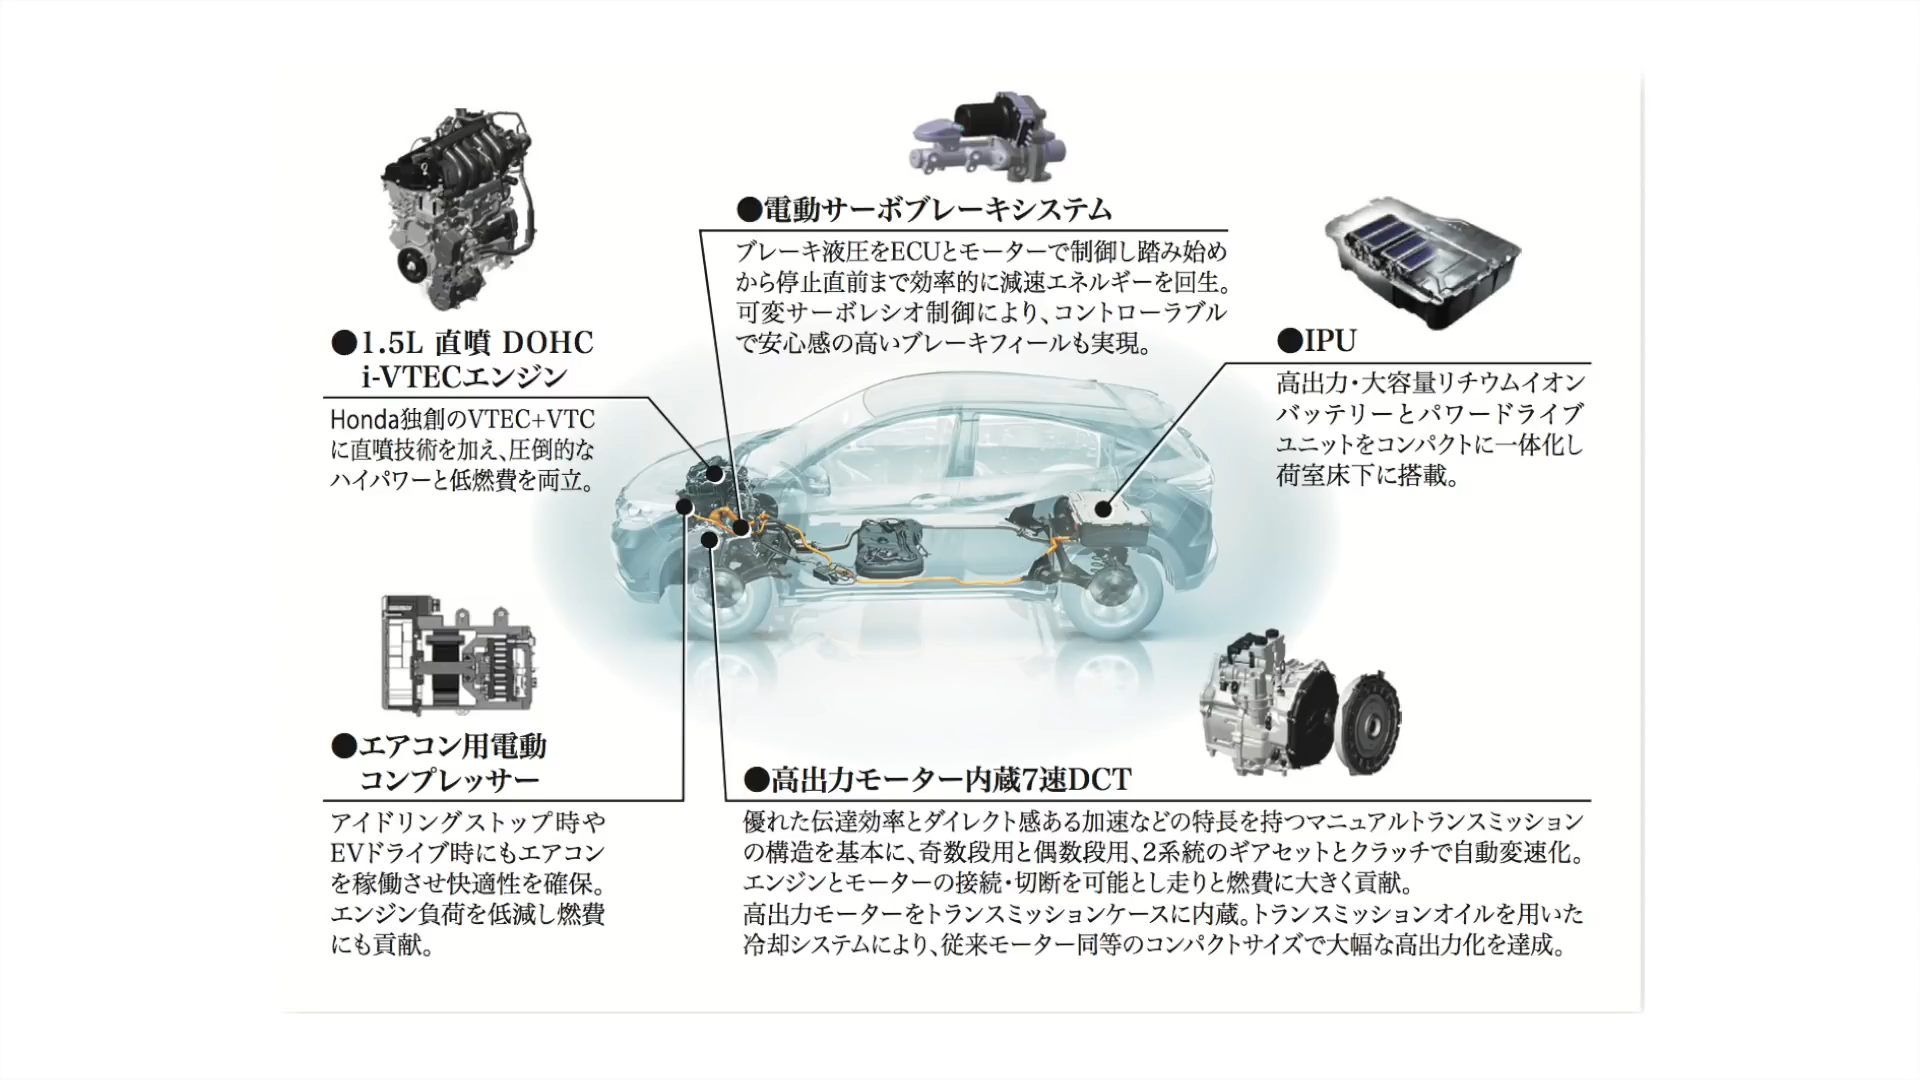 ●電動サーボブレーキシステム
ブレーキ液圧をECUとモーターで制御し踏み始め
から停止直前まで効率的に減速エネルギーを回生。
可変サーボレシオ制御により、コントローラブル
で安心感の高いブレーキフィールも実現。
●1.5L 直噴 DOHC
i-VTECエンジン
Honda独創のVTEC+VTC
に直噴技術を加え、圧倒的な
ハイパワーと低燃費を両立。
●IPU
高出力・大容量リチウムイオン
バッテリーとパワードライブ
ユニットをコンパクトに一体化し
荷室床下に搭載。
●エアコン用電動
コンプレッサー
アイドリングストップ時や
EVドライブ時にもエアコン
を稼働させ快適性を確保。
エンジン負荷を低減し燃費
にも貢献。
●高出力モーター内蔵7速DCT
優れた伝達効率とダイレクト感ある加速などの特長を持つマニュアルトランスミッション
の構造を基本に、奇数段用と偶数段用、2系統のギアセットとクラッチで自動変速化。
エンジンとモーターの接続・切断を可能とし走りと燃費に大きく貢献。
高出力モーターをトランスミッションケースに内蔵。トランスミッションオイルを用いた
冷却システムにより、従来モーター同等のコンパクトサイズで大幅な高出力化を達成。